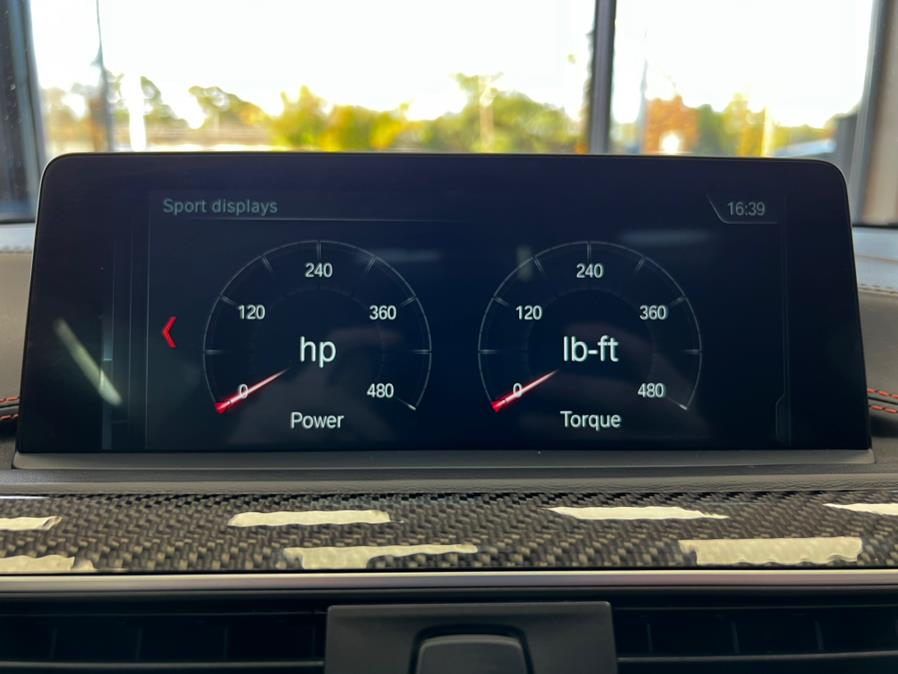 Sport displays
16:39
240
120
360
hp
0
480
Power
240
120
360
lb-ft
0
480
Torque